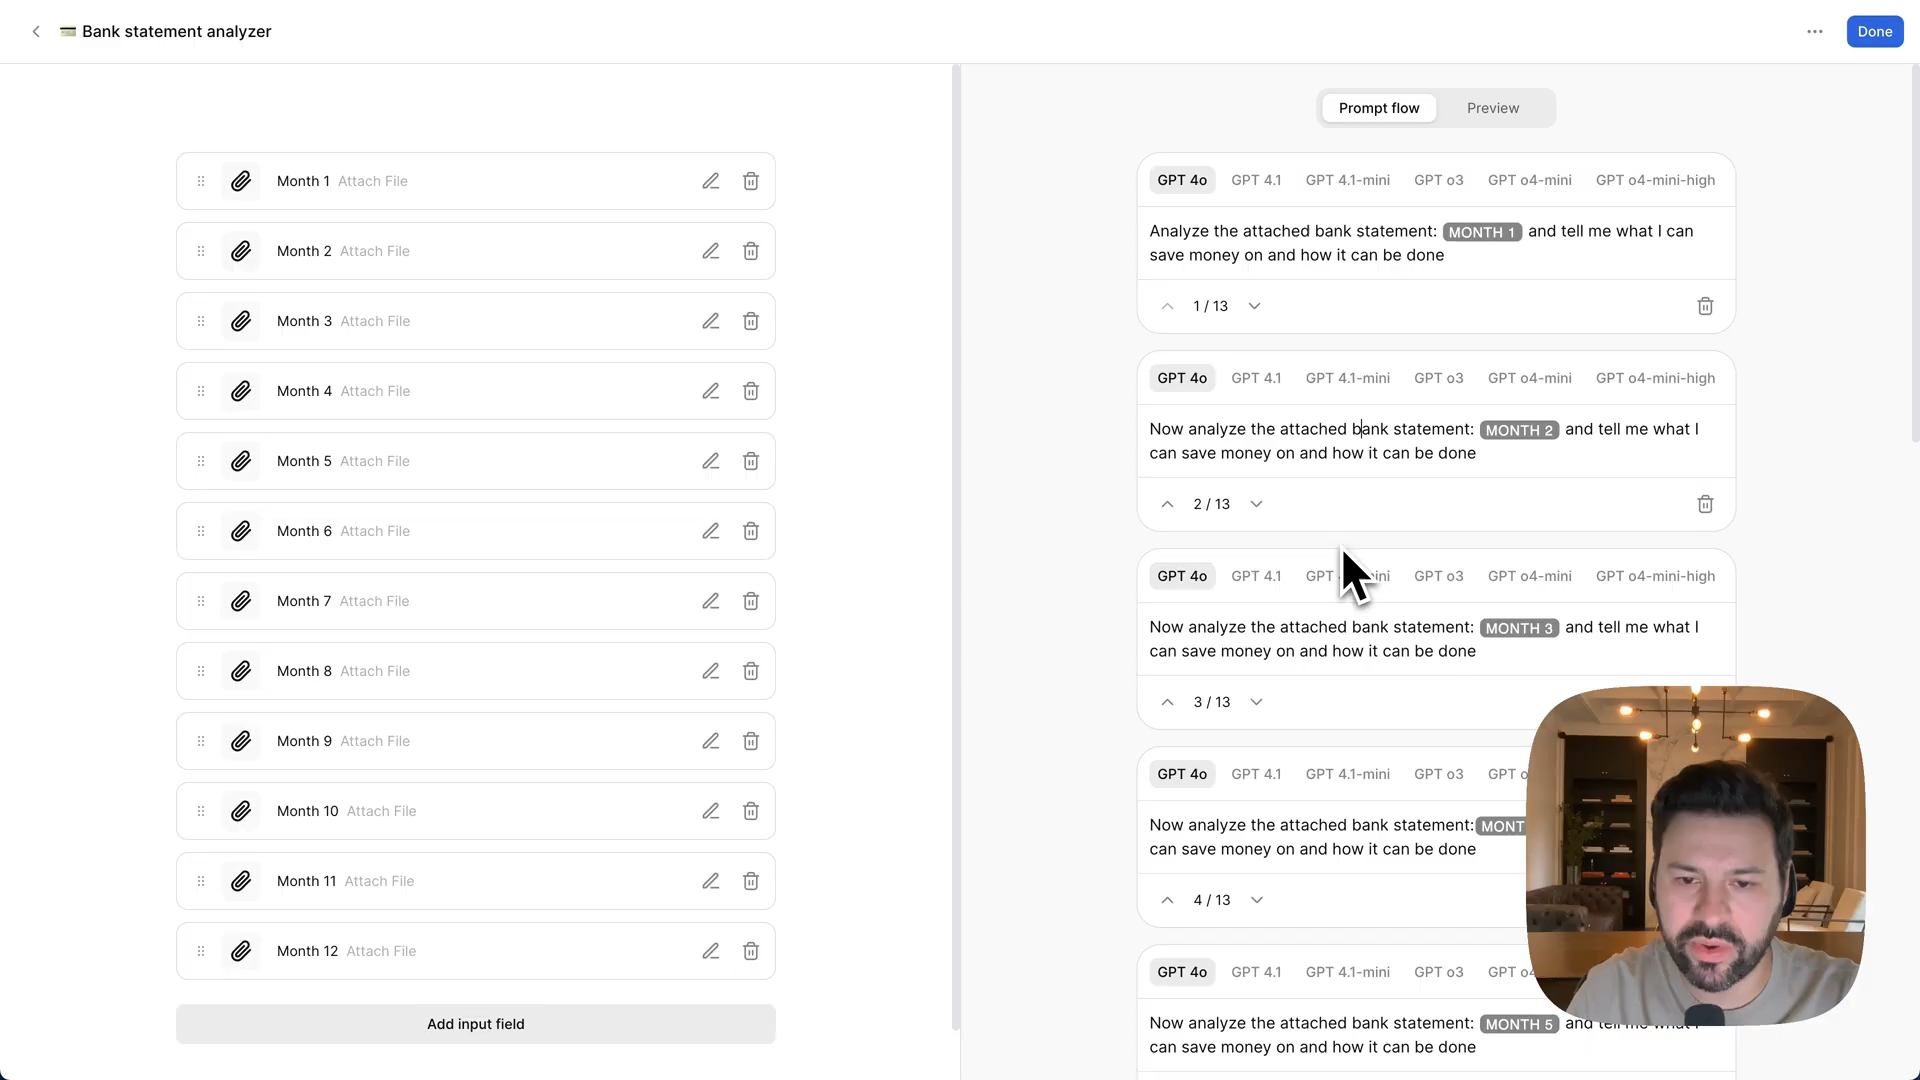 Bank statement analyzer
Done
Prompt flow
Preview
Month 1 Attach File
Month 2 Attach File
Month 3 Attach File
Month 4 Attach File
Month 5 Attach File
Month 6 Attach File
Month 7 Attach File
Month 8 Attach File
Month 9 Attach File
Month 10 Attach File
Month 11 Attach File
Month 12 Attach File
Add input field
GPT 4o GPT 4.1 GPT 4.1-mini GPT o3 GPT o4-mini GPT o4-mini-high
Analyze the attached bank statement: MONTH 1 and tell me what I can
save money on and how it can be done
1 / 13
GPT 4o GPT 4.1 GPT 4.1-mini GPT o3 GPT o4-mini GPT o4-mini-high
Now analyze the attached bank statement: MONTH 2 and tell me what I
can save money on and how it can be done
2 / 13
GPT 4o GPT 4.1 GPT GPT o3 GPT o4-mini GPT o4-mini-high
Now analyze the attached bank statement: MONTH 3 and tell me what I
can save money on and how it can be done
3 / 13
GPT 4o GPT 4.1 GPT 4.1-mini GPT o3 GPT
Now analyze the attached bank statement:
can save money on and how it can be done
4 / 13
GPT 4o GPT 4.1 GPT 4.1-mini GPT o3 GPT
Now analyze the attached bank statement: MONTH 5 and tell me what I
can save money on and how it can be done